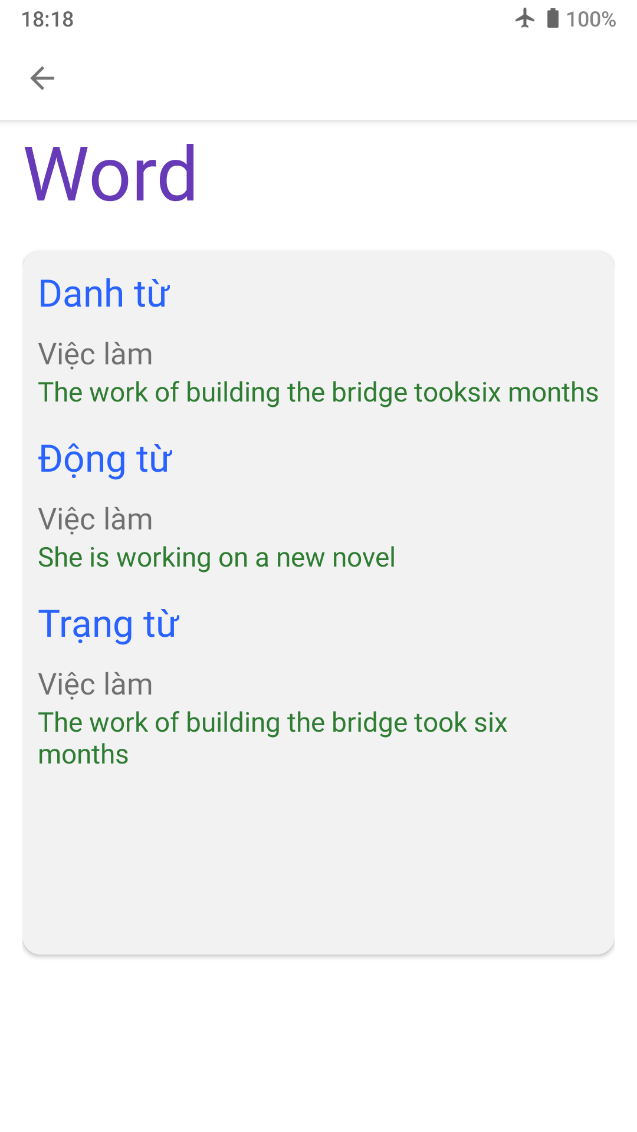 18:18
100%
Word
Danh từ
Việc làm
The work of building the bridge tooksix months
Động từ
Việc làm
She is working on a new novel
Trạng từ
Việc làm
The work of building the bridge took six
months